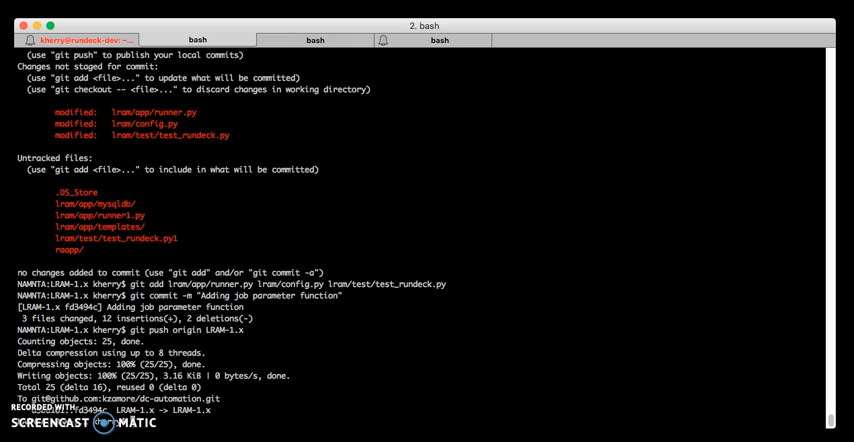 2. bash
kherry@rundeck-dev: ~... bash bash bash
(use "git push" to publish your local commits)
Changes not staged for commit:
(use "git add <file>..." to update what will be committed)
(use "git checkout -- <file>..." to discard changes in working directory)
modified: lram/app/runner.py
modified: lram/config.py
modified: lram/test/test_rundeck.py
Untracked files:
(use "git add <file>..." to include in what will be committed)
.DS_Store
lram/app/mysqldb/
lram/app/runner1.py
lram/app/templates/
lram/test/test_rundeck.py1
raapp/
no changes added to commit (use "git add" and/or "git commit -a")
NAMNTA:LRAM-1.x kherry$ git add lram/app/runner.py lram/config.py lram/test/test_rundeck.py
NAMNTA:LRAM-1.x kherry$ git commit -m "Adding job parameter function"
[LRAM-1.x fd3494c] Adding job parameter function
3 files changed, 12 insertions(+), 2 deletions(-)
NAMNTA:LRAM-1.x kherry$ git push origin LRAM-1.x
Counting objects: 25, done.
Delta compression using up to 8 threads.
Compressing objects: 100% (25/25), done.
Writing objects: 100% (25/25), 3.16 KiB | 0 bytes/s, done.
Total 25 (delta 16), reused 0 (delta 0)
To git@github.com:kzamore/dc-automation.git
fd3494c LRAM-1.x -> LRAM-1.x
RECORDED WITH
SCREENCAST MATIC